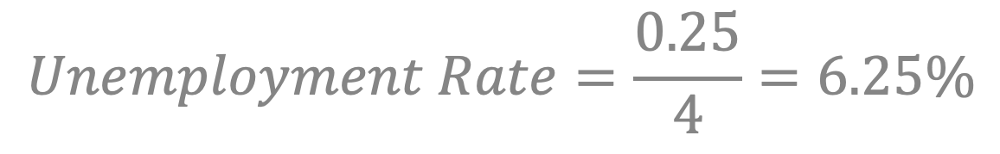 Unemployment Rate = 0.25/4 = 6.25%